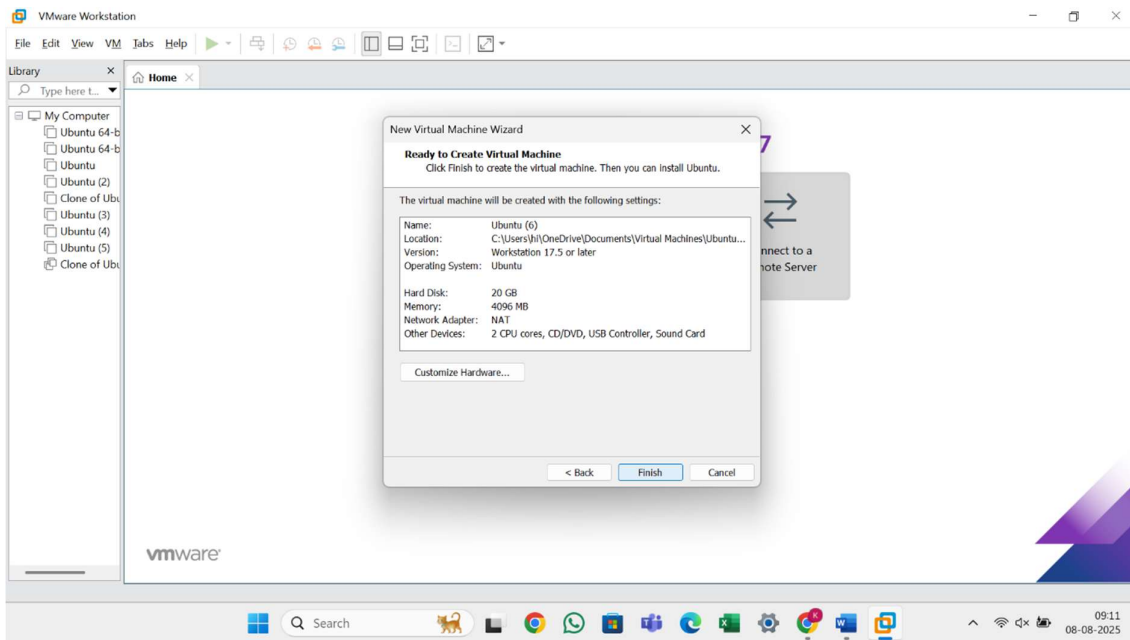 VMware Workstation
File Edit View VM Tabs Help
Library
Type here t...
Home
My Computer
Ubuntu 64-b
Ubuntu 64-b
Ubuntu
Ubuntu (2)
Clone of Ubu
Ubuntu (3)
Ubuntu (4)
Ubuntu (5)
Clone of Ubu
7
nnect to a
note Server
New Virtual Machine Wizard
Ready to Create Virtual Machine
Click Finish to create the virtual machine. Then you can install Ubuntu.
The virtual machine will be created with the following settings:
Name: Ubuntu (6)
Location: C:\Users\hi\OneDrive\Documents\Virtual Machines\Ubuntu...
Version: Workstation 17.5 or later
Operating System: Ubuntu
Hard Disk: 20 GB
Memory: 4096 MB
Network Adapter: NAT
Other Devices: 2 CPU cores, CD/DVD, USB Controller, Sound Card
Customize Hardware...
< Back Finish Cancel
vmware
Search
K
09:11
08-08-2025